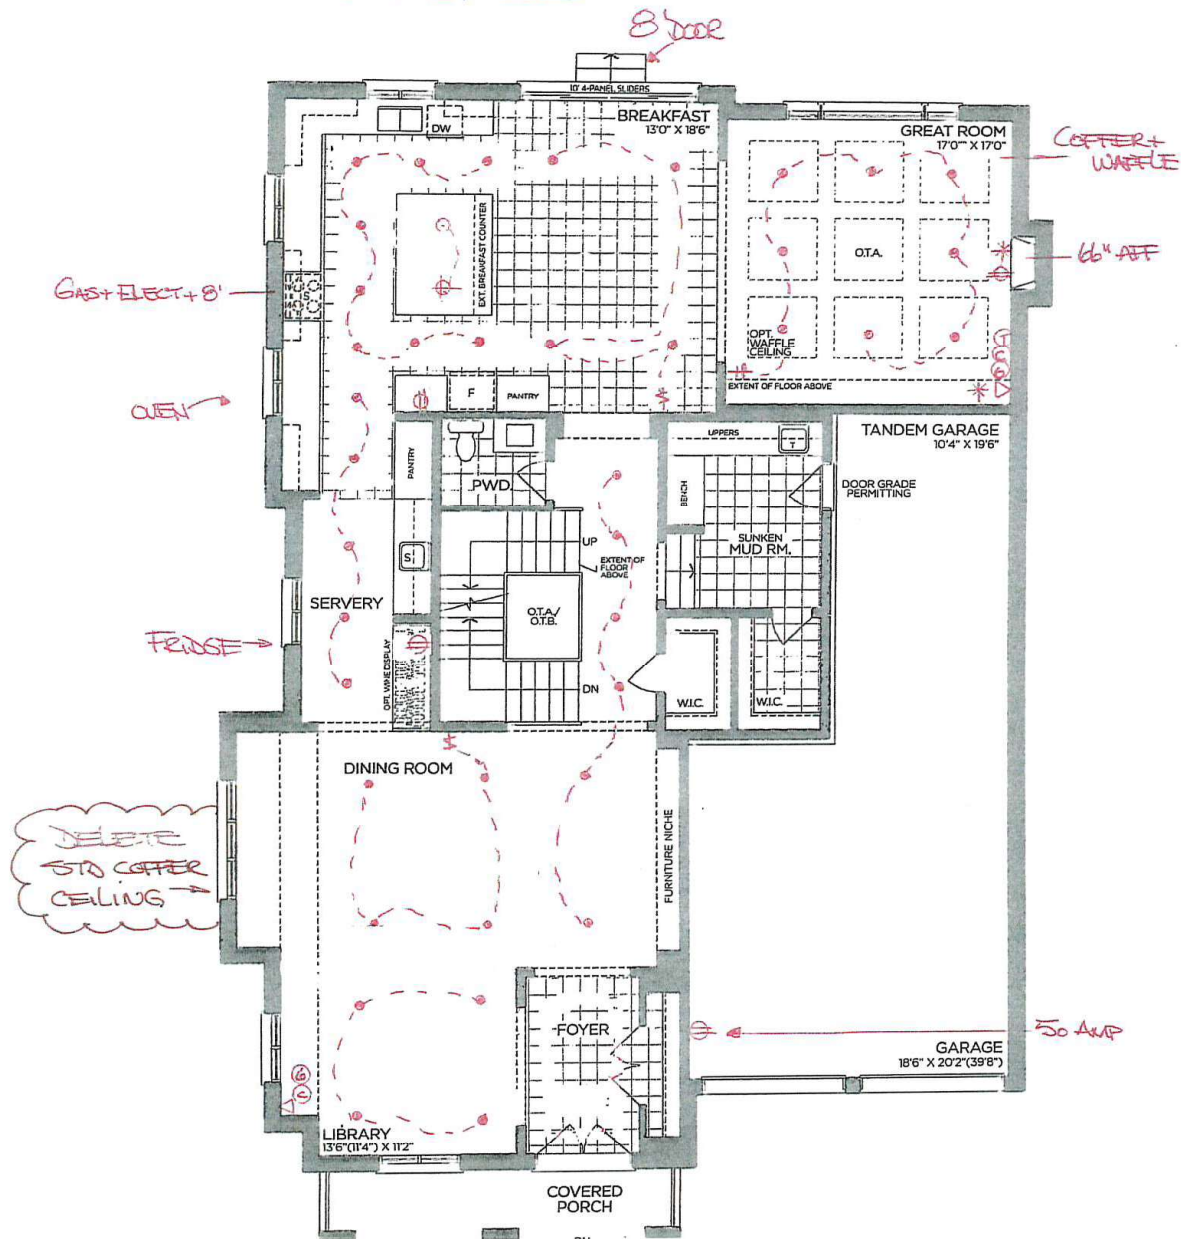 8' DOOR
10' 4-PANEL SLIDERS
BREAKFAST
13'0" X 18'6"
DW
GREAT ROOM
17'0"" X 17'0"
COFFER +
WAFFLE
EXT. BREAKFAST COUNTER
O.T.A.
66" AFF
GAS + ELECT + 8'
S
OPT.
WAFFLE
CEILING
T
C
6
EXTENT OF FLOOR ABOVE
OVEN
F
PANTRY
UPPERS
T
TANDEM GARAGE
10'4" X 19'6"
PANTRY
PWD.
BENCH
DOOR GRADE
PERMITTING
S
UP
EXTENT OF
FLOOR
ABOVE
SUNKEN
MUD RM.
SERVERY
O.T.A./
O.T.B.
FRIDGE
OPT. WINE DISPLAY
DN
W.I.C.
W.I.C.
DINING ROOM
FURNITURE NICHE
DELETE
STD COFFER
CEILING
FOYER
50 AMP
GARAGE
18'6" X 20'2"(39'8")
6
C
LIBRARY
13'6"(11'4") X 11'2"
COVERED
PORCH